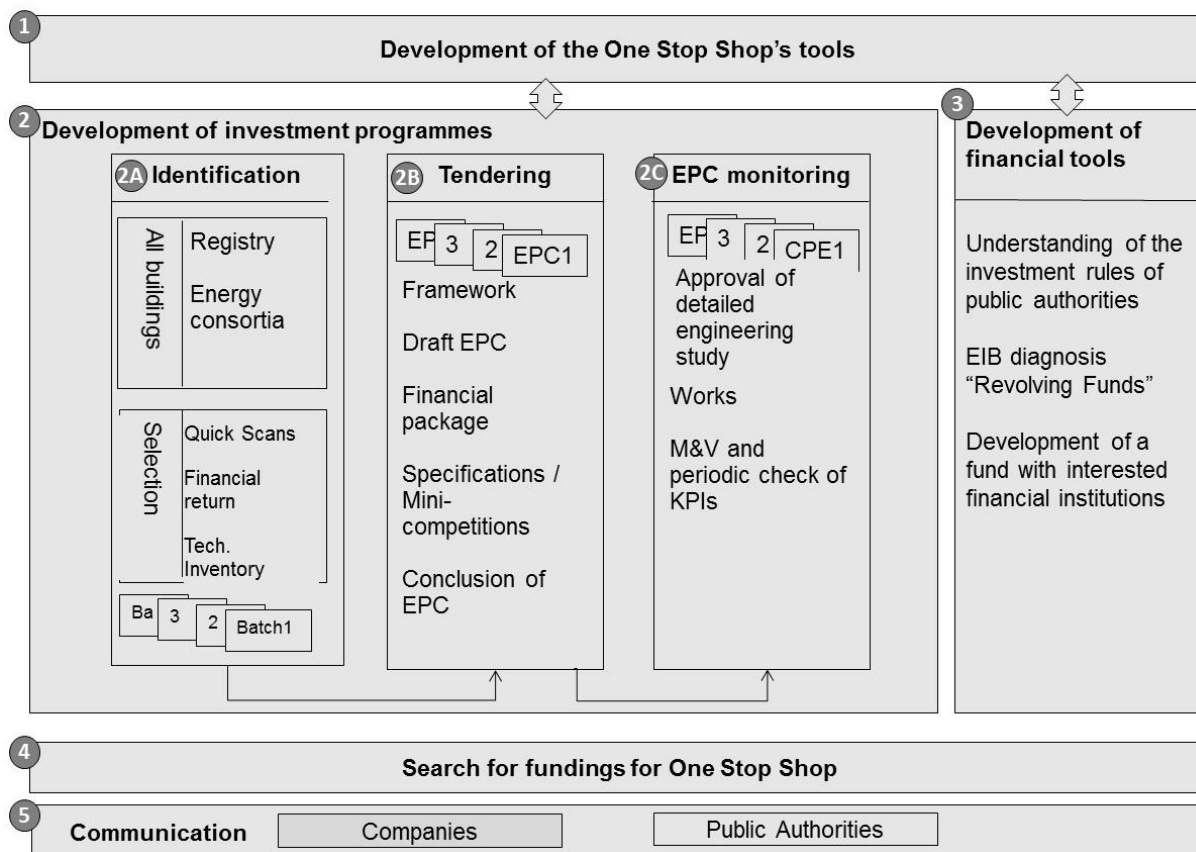 1
Development of the One Stop Shop's tools
2
Development of investment programmes
2A Identification
All buildings
Registry
Energy
consortia
Selection
Quick Scans
Financial
return
Tech.
Inventory
Ba 3 2 Batch1
2B Tendering
EP 3 2 EPC1
Framework
Draft EPC
Financial
package
Specifications /
Mini-
competitions
Conclusion of
EPC
2C EPC monitoring
EP 3 2 CPE1
Approval of
detailed
engineering
study
Works
M&V and
periodic check of
KPIs
3
Development of
financial tools
Understanding of the
investment rules of
public authorities
EIB diagnosis
“Revolving Funds”
Development of a
fund with interested
financial institutions
4
Search for fundings for One Stop Shop
5
Communication
Companies
Public Authorities